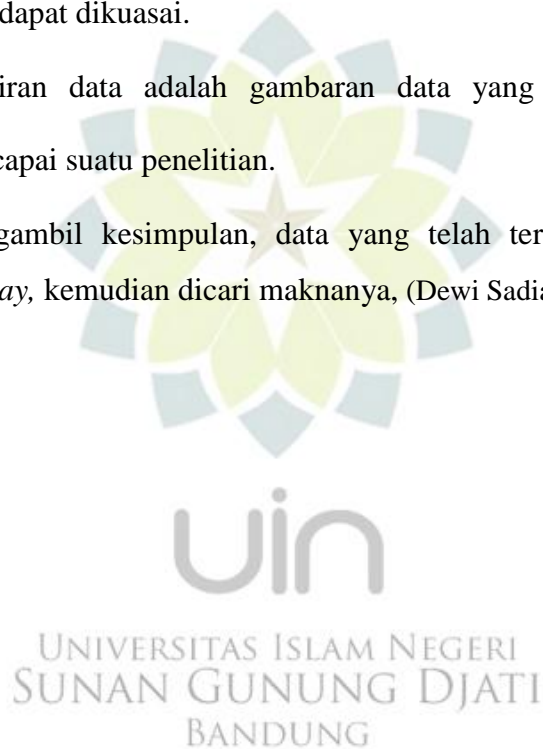 dapat dikuasai.
iran data adalah gambaran data yang
capai suatu penelitian.
gambil kesimpulan, data yang telah ter
ay, kemudian dicari maknanya, (Dewi Sadia
uin
UNIVERSITAS ISLAM NEGERI
SUNAN GUNUNG DJATI
BANDUNG